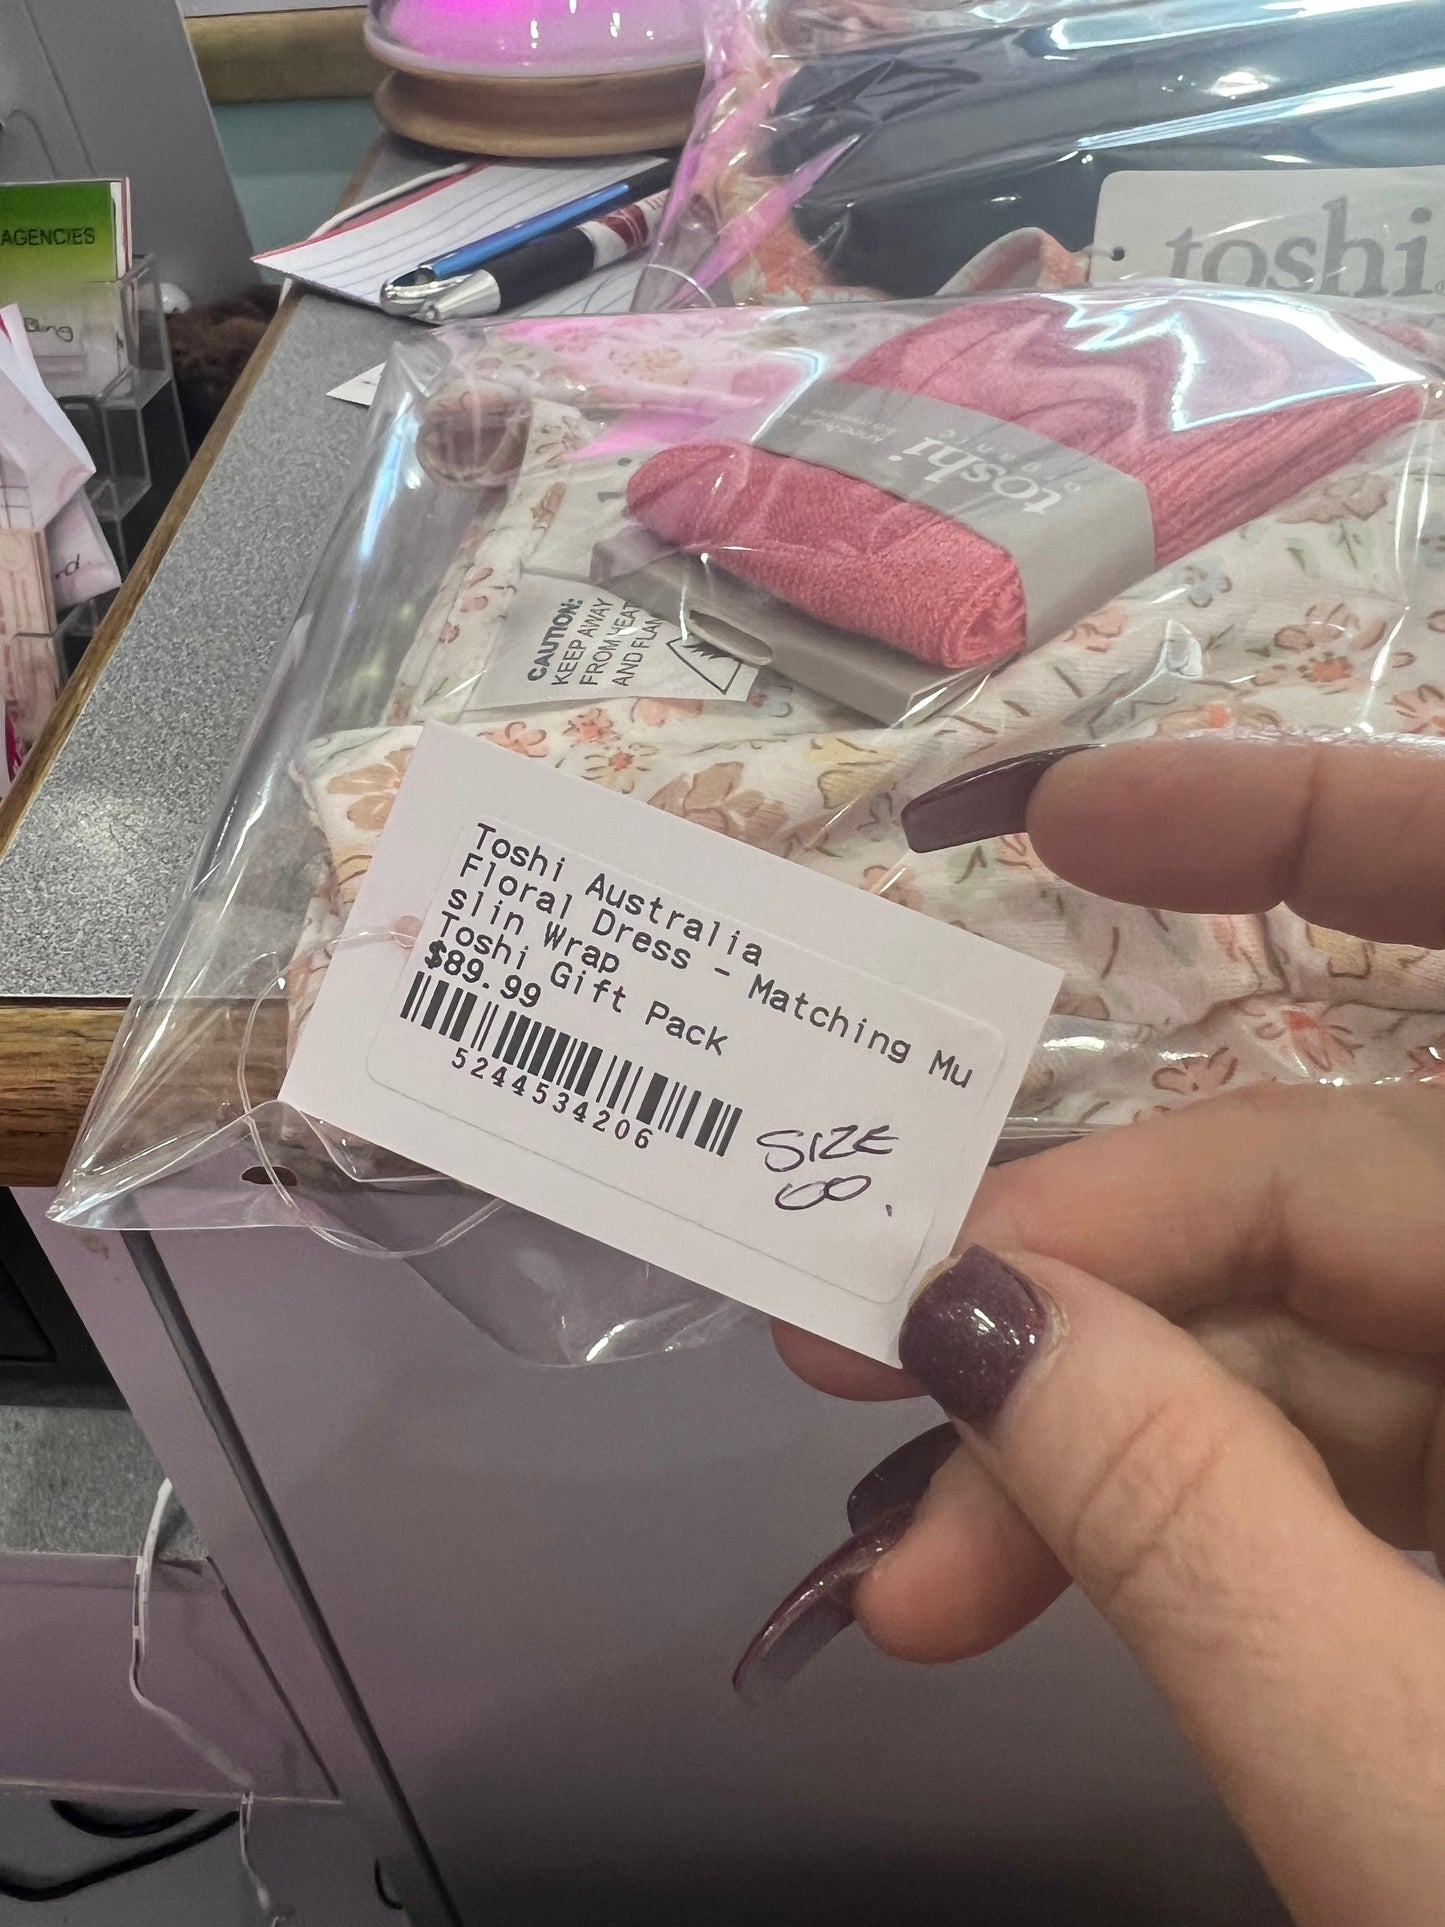 AGENCIES
toshi
toshi
ORGANIC
CAUTION:
KEEP AWAY
FROM HEAT
AND FLAM
Toshi Australia
Floral Dress - Matching Mu
slin Wrap
Toshi Gift Pack
$89.99
5244534206
SIZE
00.